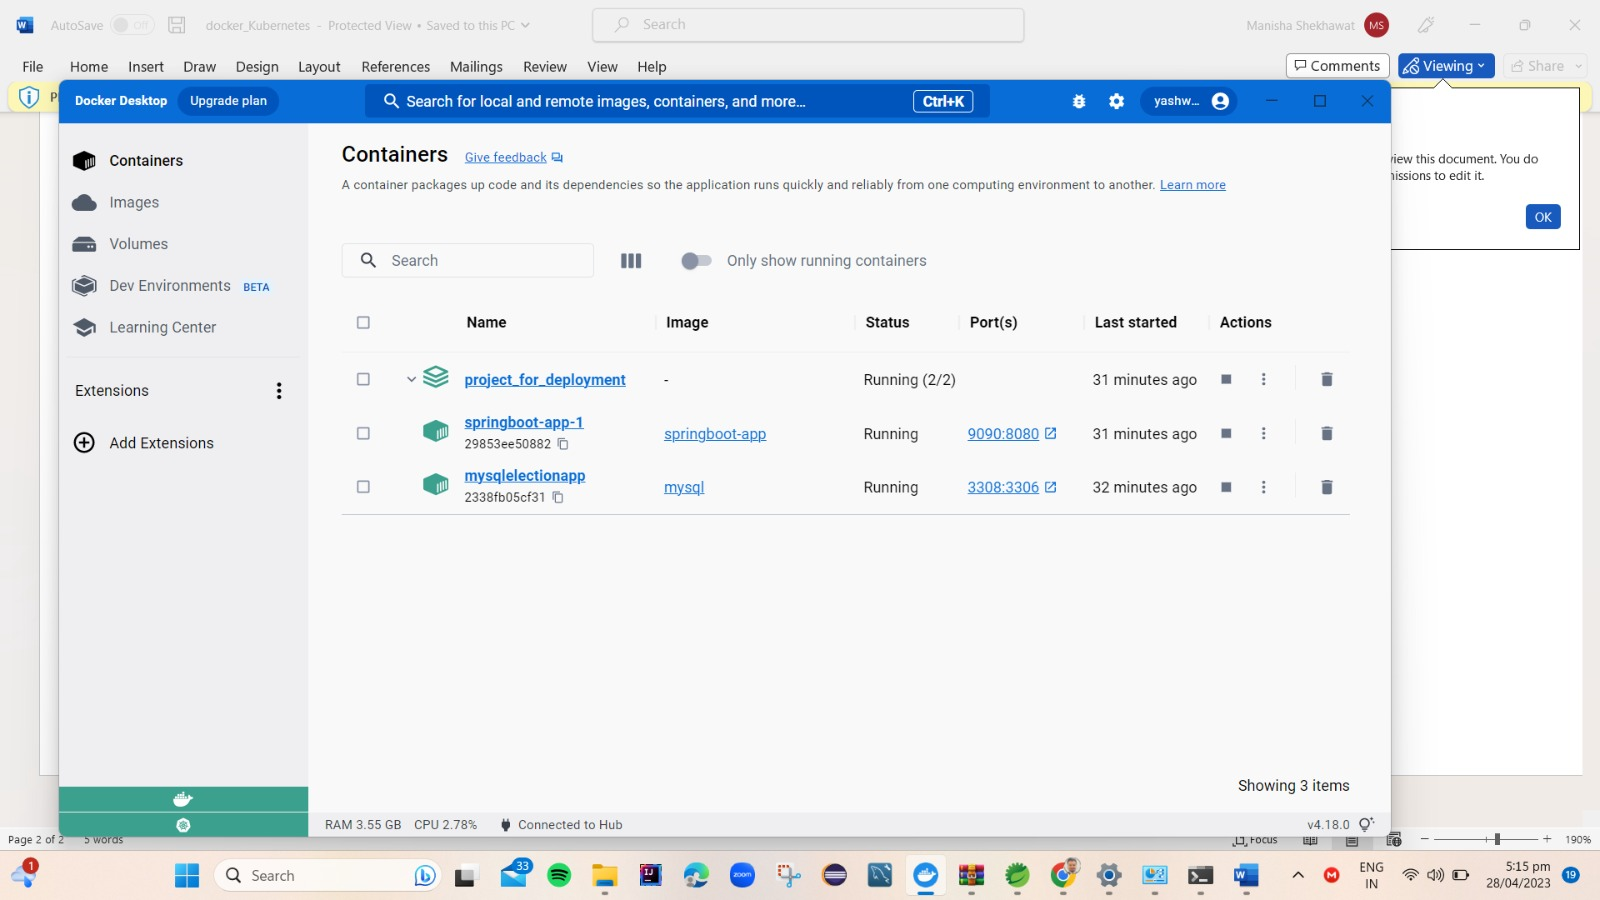 AutoSave Off docker_Kubernetes - Protected View • Saved to this PC Search Manisha Shekhawat MS
File Home Insert Draw Design Layout References Mailings Review View Help Comments Viewing Share
Docker Desktop Upgrade plan Search for local and remote images, containers, and more... Ctrl+K yashw...
Containers
Images
Volumes
Dev Environments BETA
Learning Center
Extensions
Add Extensions
Containers Give feedback
A container packages up code and its dependencies so the application runs quickly and reliably from one computing environment to another. Learn more
Search Only show running containers
Name Image Status Port(s) Last started Actions
project_for_deployment - Running (2/2) 31 minutes ago
springboot-app-1
29853ee50882 springboot-app Running 9090:8080 31 minutes ago
mysqlelectionapp
2338fb05cf31 mysql Running 3308:3306 32 minutes ago
Showing 3 items
RAM 3.55 GB CPU 2.78% Connected to Hub v4.18.0
view this document. You do
issions to edit it.
OK
Page 2 of 2 5 words Focus 190%
1 Search 33 zoom ENG
IN 5:15 pm
28/04/2023 19